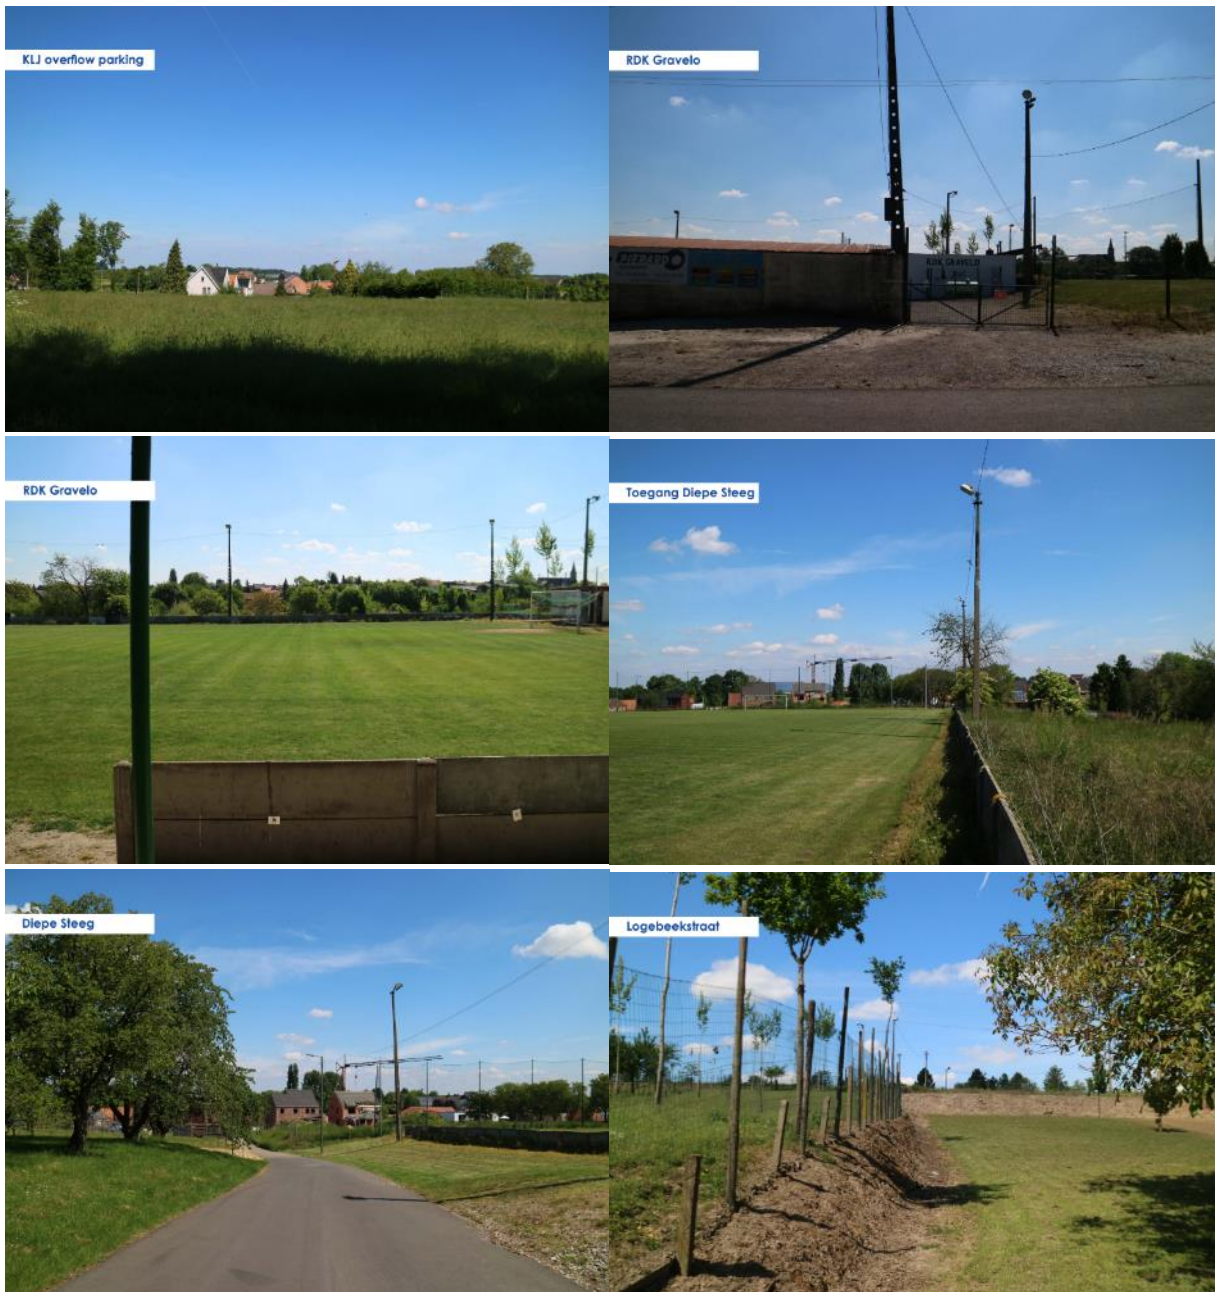 KLJ overflow parking
RDK Gravelo
RDK GRAVELO
RDK Gravelo
Toegang Diepe Steeg
Diepe Steeg
Logebeekstraat